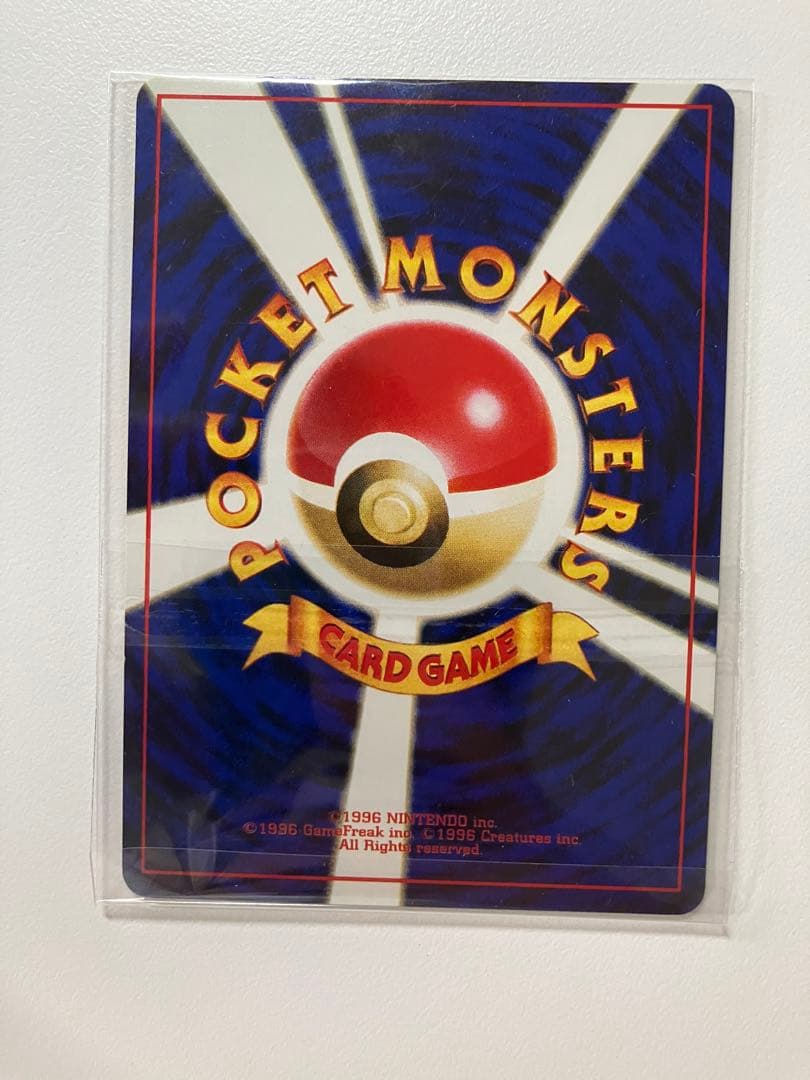 POCKET MONSTERS
CARD GAME
©1996 NINTENDO inc.
©1996 GameFreak inc. ©1996 Creatures inc.
All Rights reserved.